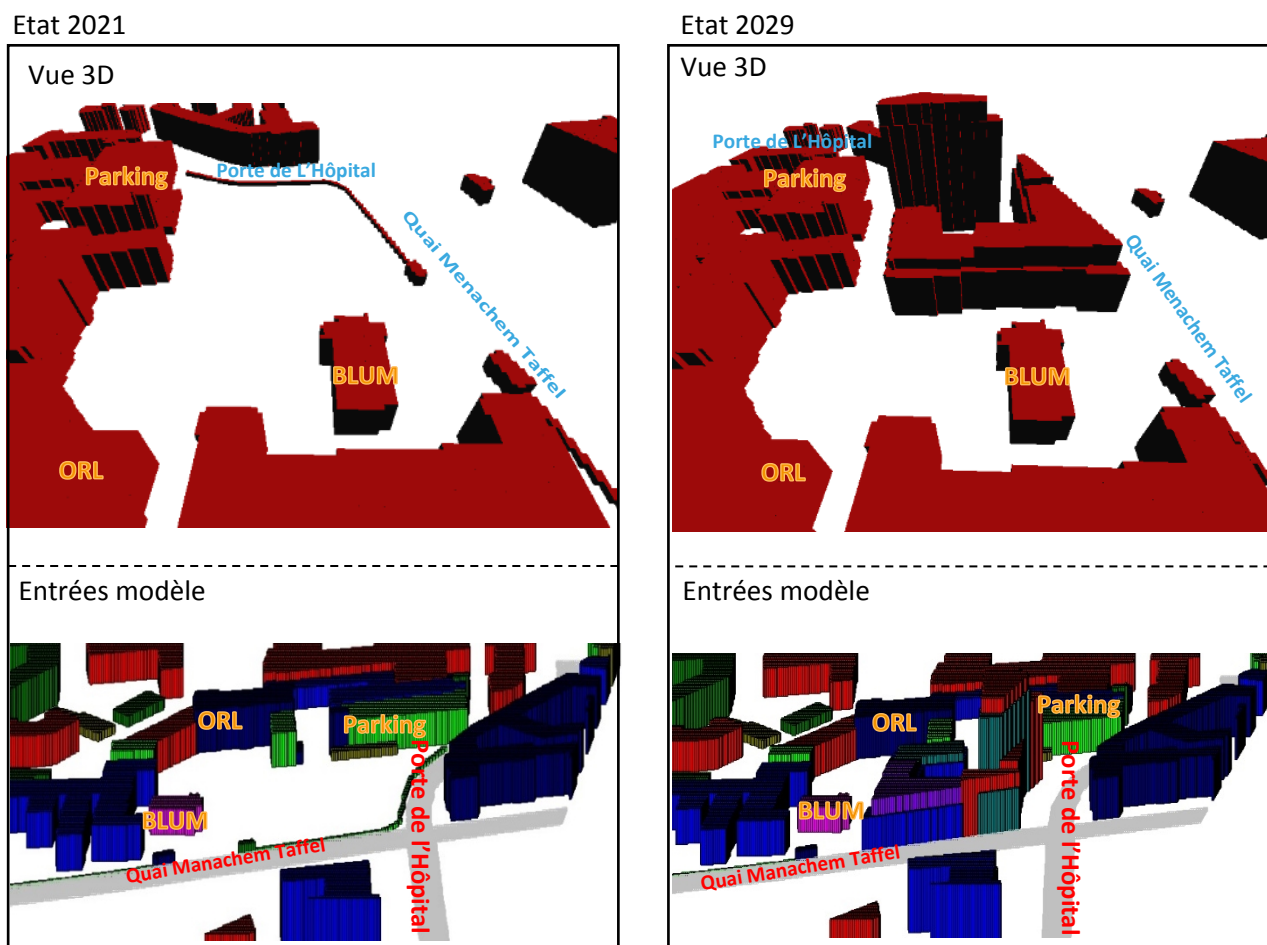 Etat 2021
Vue 3D
Porte de L'Hôpital
Parking
Quai Menachem Taffel
BLUM
ORL
Entrées modèle
ORL
Parking
Porte de l'Hôpital
BLUM
Quai Manachem Taffel
Etat 2029
Vue 3D
Porte de L'Hôpital
Parking
Quai Menachem Taffel
BLUM
ORL
Entrées modèle
ORL
Parking
Porte de l'Hôpital
BLUM
Quai Manachem Taffel